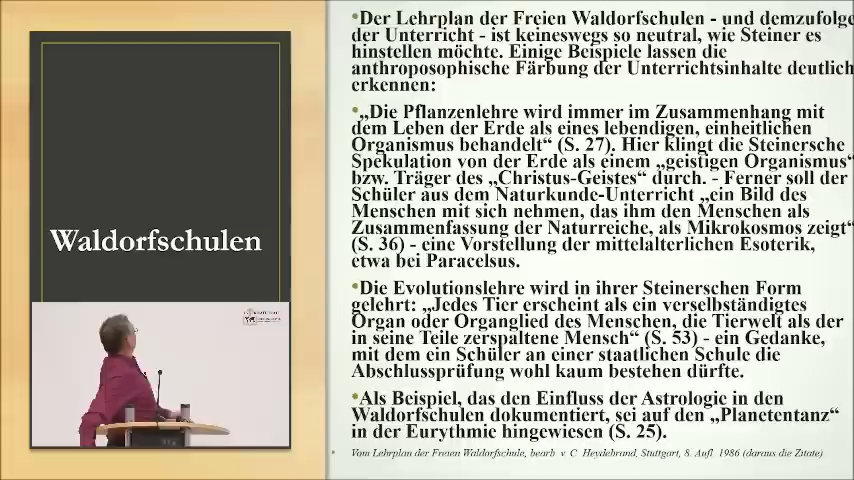 Waldorfschulen
•Der Lehrplan der Freien Waldorfschulen - und demzufolge
der Unterricht - ist keineswegs so neutral, wie Steiner es
hinstellen möchte. Einige Beispiele lassen die
anthroposophische Färbung der Unterrichtsinhalte deutlich
erkennen:
•„Die Pflanzenlehre wird immer im Zusammenhang mit
dem Leben der Erde als eines lebendigen, einheitlichen
Organismus behandelt“ (S. 27). Hier klingt die Steinersche
Spekulation von der Erde als einem „geistigen Organismus“
bzw. Träger des „Christus-Geistes“ durch. - Ferner soll der
Schüler aus dem Naturkunde-Unterricht „ein Bild des
Menschen mit sich nehmen, das ihm den Menschen als
Zusammenfassung der Naturreiche, als Mikrokosmos zeigt“
(S. 36) - eine Vorstellung der mittelalterlichen Esoterik,
etwa bei Paracelsus.
•Die Evolutionslehre wird in ihrer Steinerschen Form
gelehrt: „Jedes Tier erscheint als ein verselbständigtes
Organ oder Organglied des Menschen, die Tierwelt als der
in seine Teile zerspaltene Mensch“ (S. 53) - ein Gedanke,
mit dem ein Schüler an einer staatlichen Schule die
Abschlussprüfung wohl kaum bestehen dürfte.
•Als Beispiel, das den Einfluss der Astrologie in den
Waldorfschulen dokumentiert, sei auf den „Planetentanz“
in der Eurythmie hingewiesen (S. 25).
• Vom Lehrplan der Freien Waldorfschule, bearb. v. C. Heydebrand, Stuttgart, 8. Aufl. 1986 (daraus die Zitate)